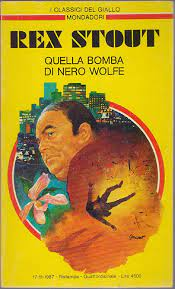 I CLASSICI DEL GIALLO
MONDADORI
REX STOUT
QUELLA BOMBA
DI NERO WOLFE